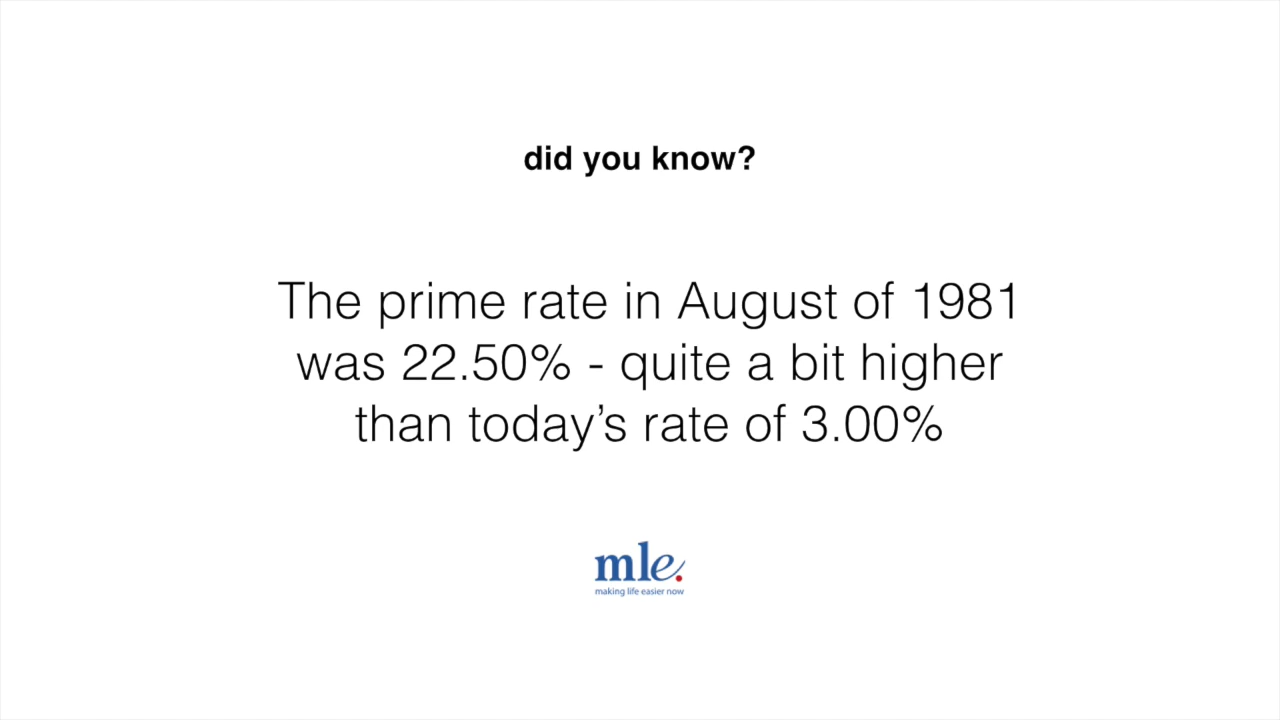 did you know?
The prime rate in August of 1981
was 22.50% - quite a bit higher
than today’s rate of 3.00%
mle.
making life easier now